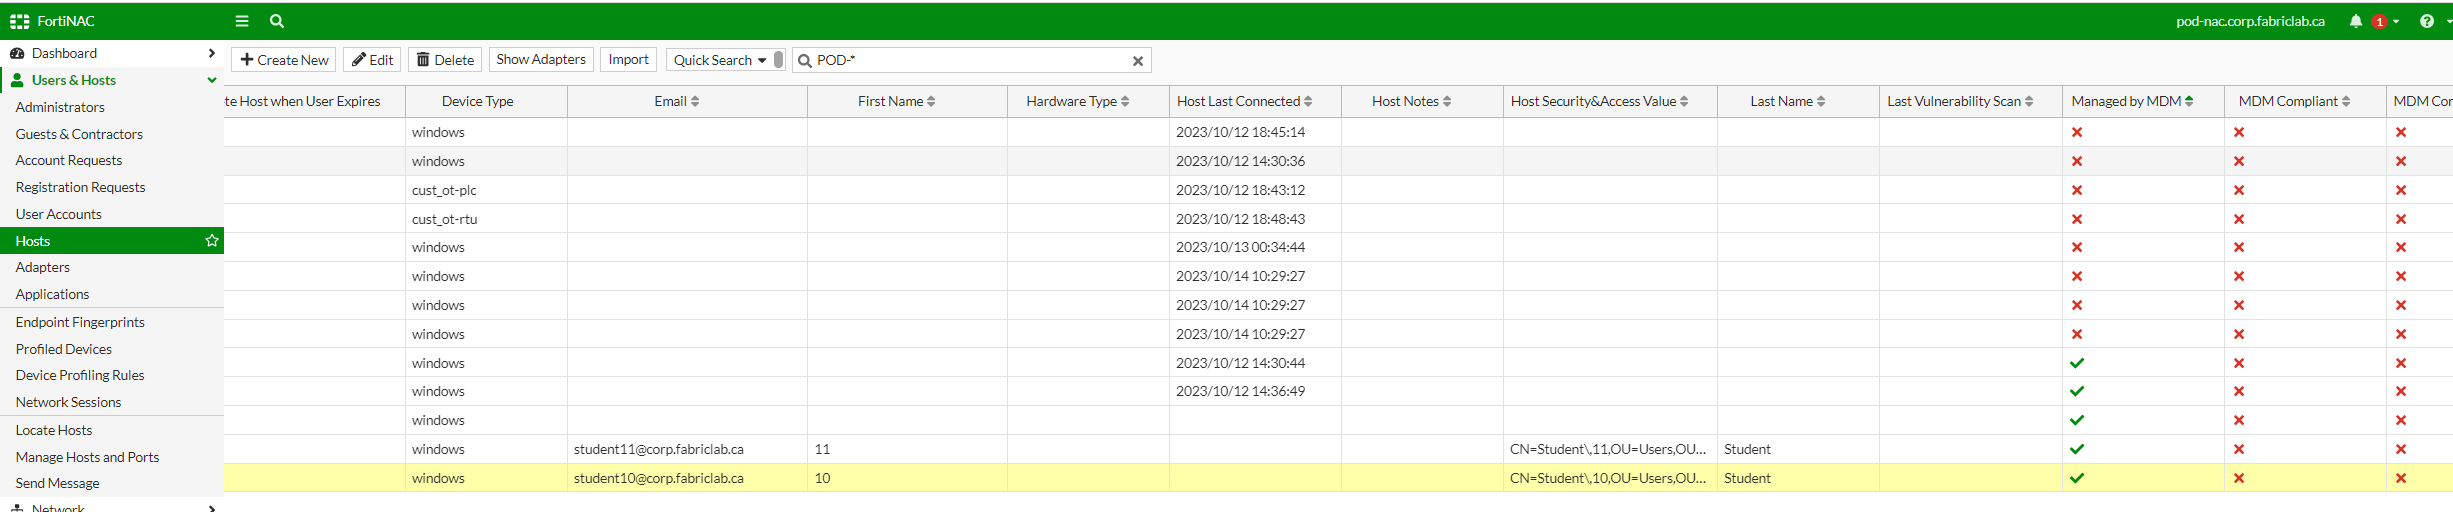 FortiNAC
pod-nac.corp.fabriclab.ca 1
Dashboard
Users & Hosts
Administrators
Guests & Contractors
Account Requests
Registration Requests
User Accounts
Hosts
Adapters
Applications
Endpoint Fingerprints
Profiled Devices
Device Profiling Rules
Network Sessions
Locate Hosts
Manage Hosts and Ports
Send Message
Network
Create New Edit Delete Show Adapters Import Quick Search POD-*
te Host when User Expires Device Type Email First Name Hardware Type Host Last Connected Host Notes Host Security&Access Value Last Name Last Vulnerability Scan Managed by MDM MDM Compliant MDM Cor
windows 2023/10/12 18:45:14
windows 2023/10/12 14:30:36
cust_ot-plc 2023/10/12 18:43:12
cust_ot-rtu 2023/10/12 18:48:43
windows 2023/10/13 00:34:44
windows 2023/10/14 10:29:27
windows 2023/10/14 10:29:27
windows 2023/10/14 10:29:27
windows 2023/10/12 14:30:44
windows 2023/10/12 14:36:49
windows
windows student11@corp.fabriclab.ca 11 CN=Student\,11,OU=Users,OU... Student
windows student10@corp.fabriclab.ca 10 CN=Student\,10,OU=Users,OU... Student